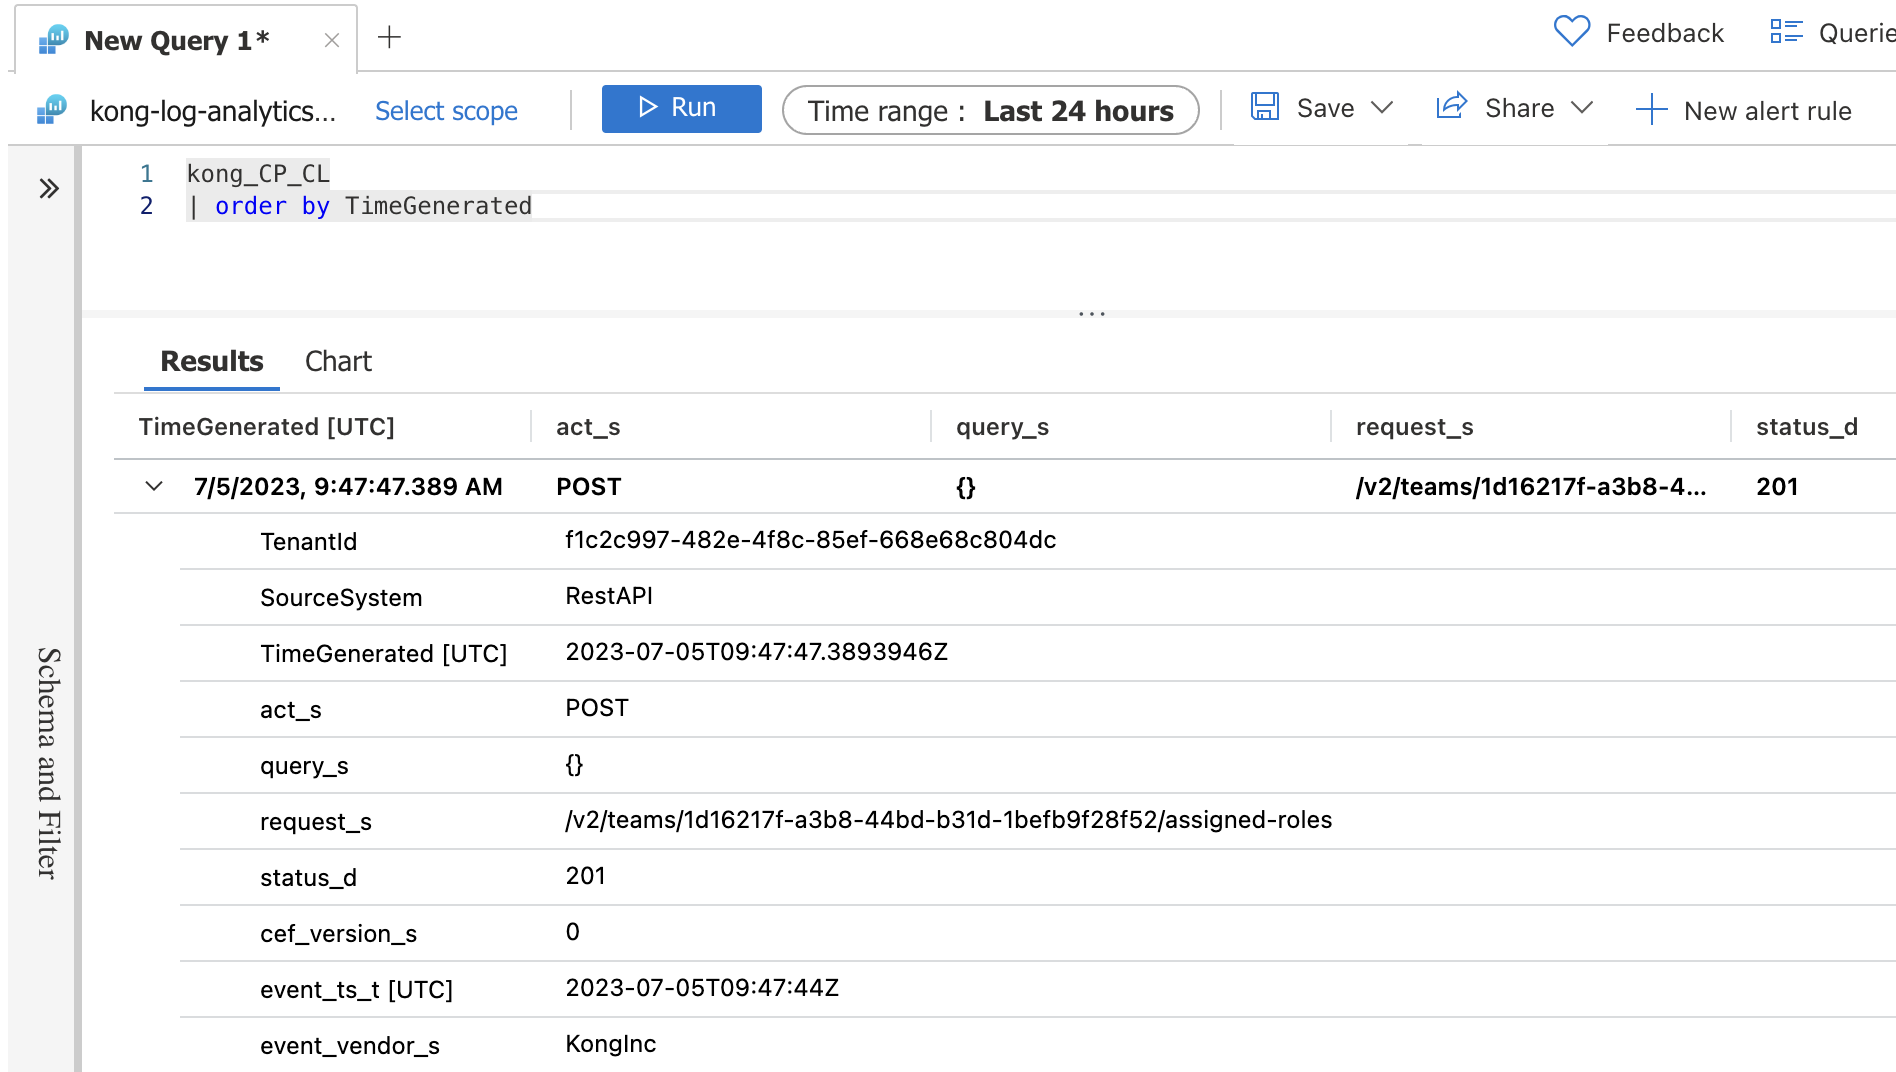 New Query 1*
Feedback
Querie
kong-log-analytics...
Select scope
Run
Time range : Last 24 hours
Save
Share
New alert rule
1 kong_CP_CL
2 | order by TimeGenerated
...
Results
Chart
TimeGenerated [UTC] act_s query_s request_s status_d
7/5/2023, 9:47:47.389 AM POST {} /v2/teams/1d16217f-a3b8-4... 201
TenantId f1c2c997-482e-4f8c-85ef-668e68c804dc
SourceSystem RestAPI
TimeGenerated [UTC] 2023-07-05T09:47:47.3893946Z
act_s POST
query_s {}
request_s /v2/teams/1d16217f-a3b8-44bd-b31d-1befb9f28f52/assigned-roles
status_d 201
cef_version_s 0
event_ts_t [UTC] 2023-07-05T09:47:44Z
event_vendor_s KongInc
Schema and Filter